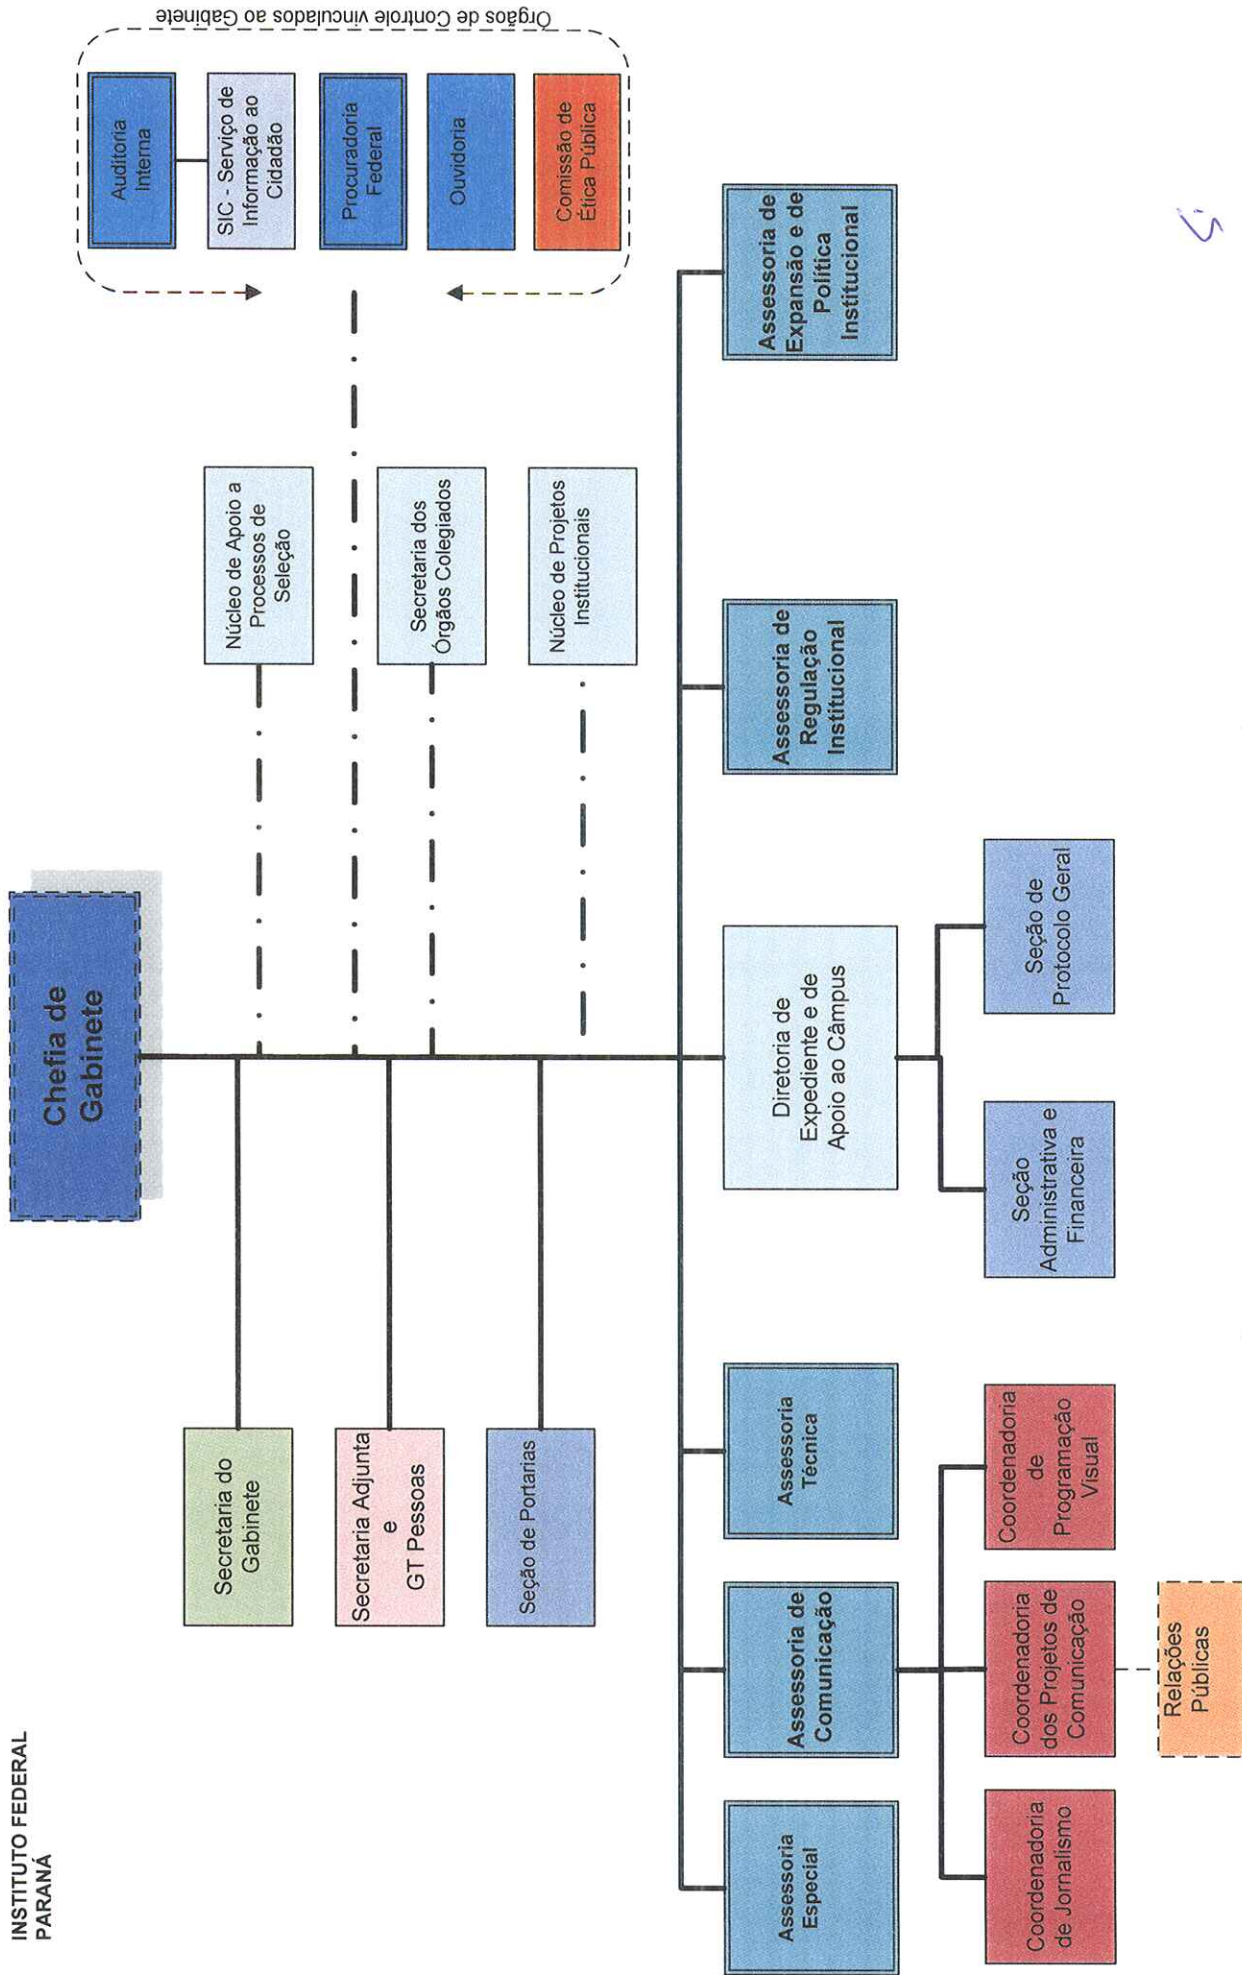 INSTITUTO FEDERAL
PARANÁ
Chefia de
Gabinete
Secretaria do
Gabinete
Secretaria Adjunta
e
GT Pessoas
Seção de Portarias
Núcleo de Apoio a
Processos de
Seleção
Secretaria dos
Órgãos Colegiados
Núcleo de Projetos
Institucionais
Auditoria
Interna
SIC - Serviço de
Informação ao
Cidadão
Procuradoria
Federal
Ouvidoria
Comissão de
Ética Pública
Órgãos de Controle vinculados ao Gabinete
Assessoria
Especial
Assessoria de
Comunicação
Assessoria
Técnica
Diretoria de
Expediente e de
Apoio ao Câmpus
Assessoria de
Regulação
Institucional
Assessoria de
Expansão e de
Política
Institucional
Coordenadoria
de Jornalismo
Coordenadoria
dos Projetos de
Comunicação
Coordenadoria
de
Programação
Visual
Seção
Administrativa e
Financeira
Seção de
Protocolo Geral
Relações
Públicas